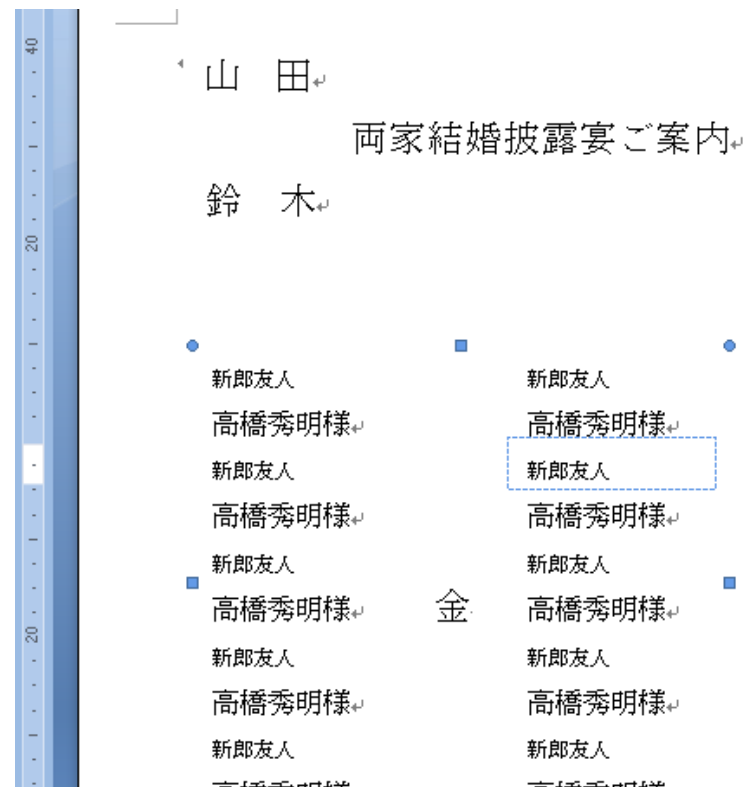 40
20
20
山　田
両家結婚披露宴ご案内
鈴　木
新郎友人　新郎友人
高橋秀明様　高橋秀明様
新郎友人　新郎友人
高橋秀明様　高橋秀明様
新郎友人　新郎友人
高橋秀明様　金　高橋秀明様
新郎友人　新郎友人
高橋秀明様　高橋秀明様
新郎友人　新郎友人